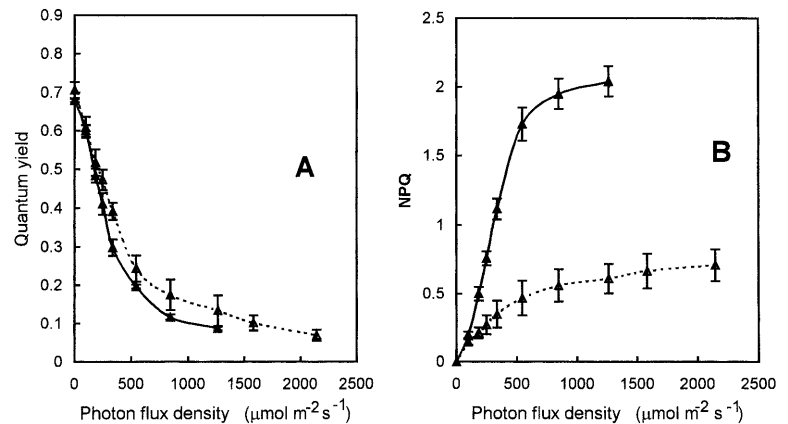 0.9
0.8
0.7
0.6
0.5
0.4
0.3
0.2
0.1
0
Quantum yield
A
0 500 1000 1500 2000 2500
Photon flux density (μmol m-2 s-1)
2.5
2
1.5
1
0.5
0
NPQ
B
0 500 1000 1500 2000 2500
Photon flux density (μmol m-2 s-1)